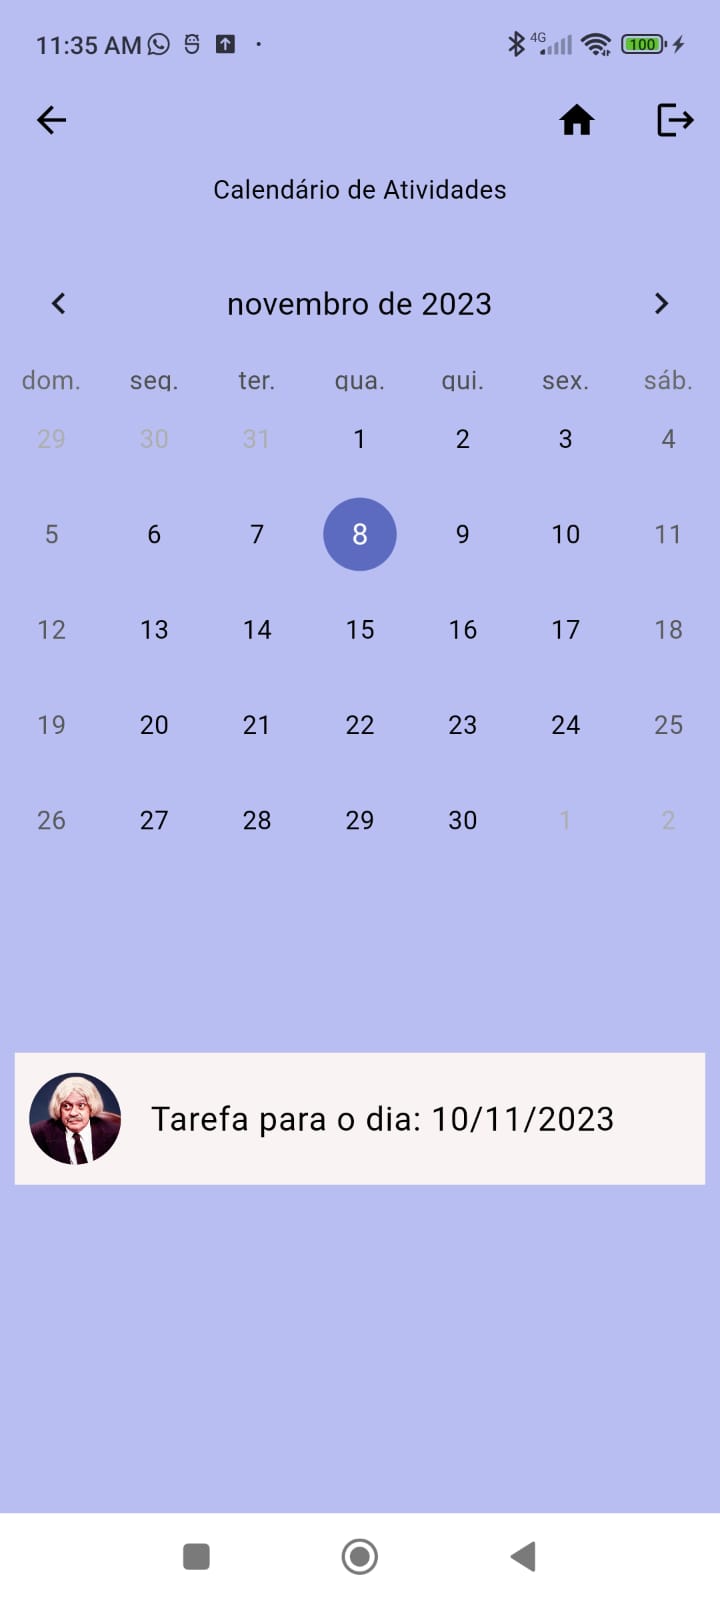 11:35 AM 4G 100
Calendário de Atividades
novembro de 2023
dom. seg. ter. qua. qui. sex. sáb.
29 30 31 1 2 3 4
5 6 7 8 9 10 11
12 13 14 15 16 17 18
19 20 21 22 23 24 25
26 27 28 29 30 1 2
Tarefa para o dia: 10/11/2023